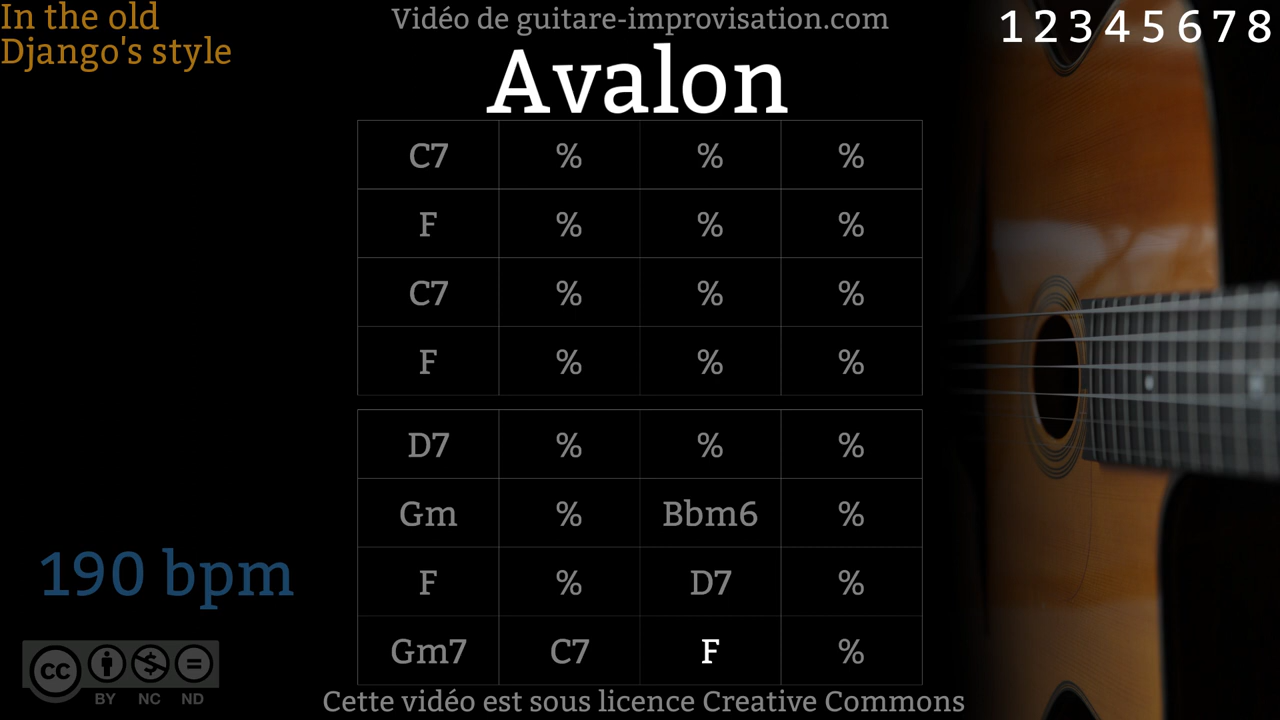 In the old
Django's style
Vidéo de guitare-improvisation.com
1 2 3 4 5 6 7 8
Avalon
C7 % % %
F % % %
C7 % % %
F % % %
D7 % % %
Gm % Bbm6 %
F % D7 %
Gm7 C7 F %
190 bpm
cc
BY NC ND
Cette vidéo est sous licence Creative Commons